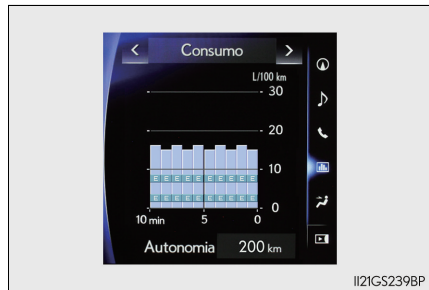 < Consumo >
L/100 km
30
20
10
E E E E E E E E E E
E E E E E E E E E E
0
10 min 5 0
Autonomia 200 km
II21GS239BP